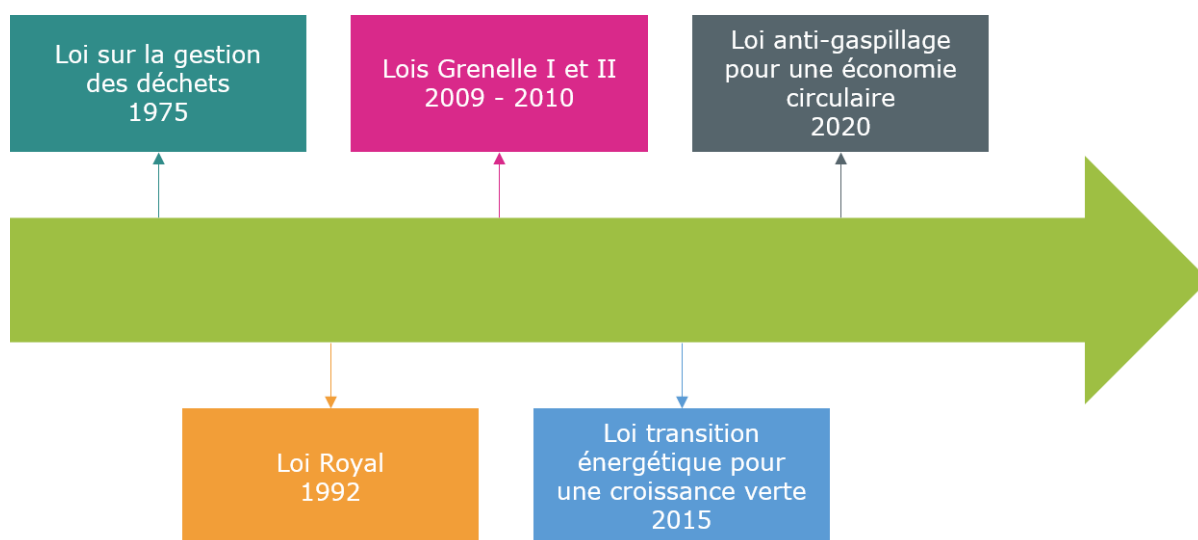 Loi sur la gestion
des déchets
1975
Lois Grenelle I et II
2009 - 2010
Loi anti-gaspillage
pour une économie
circulaire
2020
Loi Royal
1992
Loi transition
énergétique pour
une croissance verte
2015